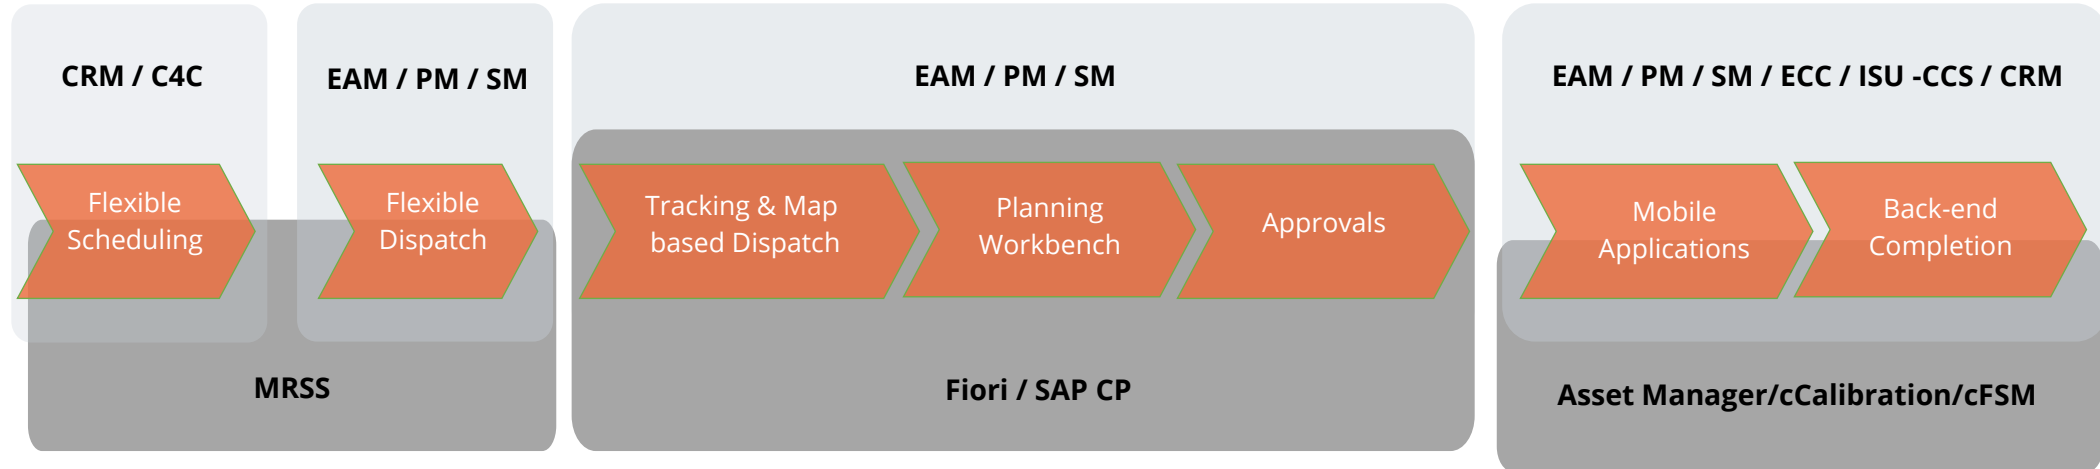 CRM / C4C
EAM / PM / SM
EAM / PM / SM
EAM / PM / SM / ECC / ISU -CCS / CRM
Flexible
Scheduling
Flexible
Dispatch
Tracking & Map
based Dispatch
Planning
Workbench
Approvals
Mobile
Applications
Back-end
Completion
MRSS
Fiori / SAP CP
Asset Manager/cCalibration/cFSM